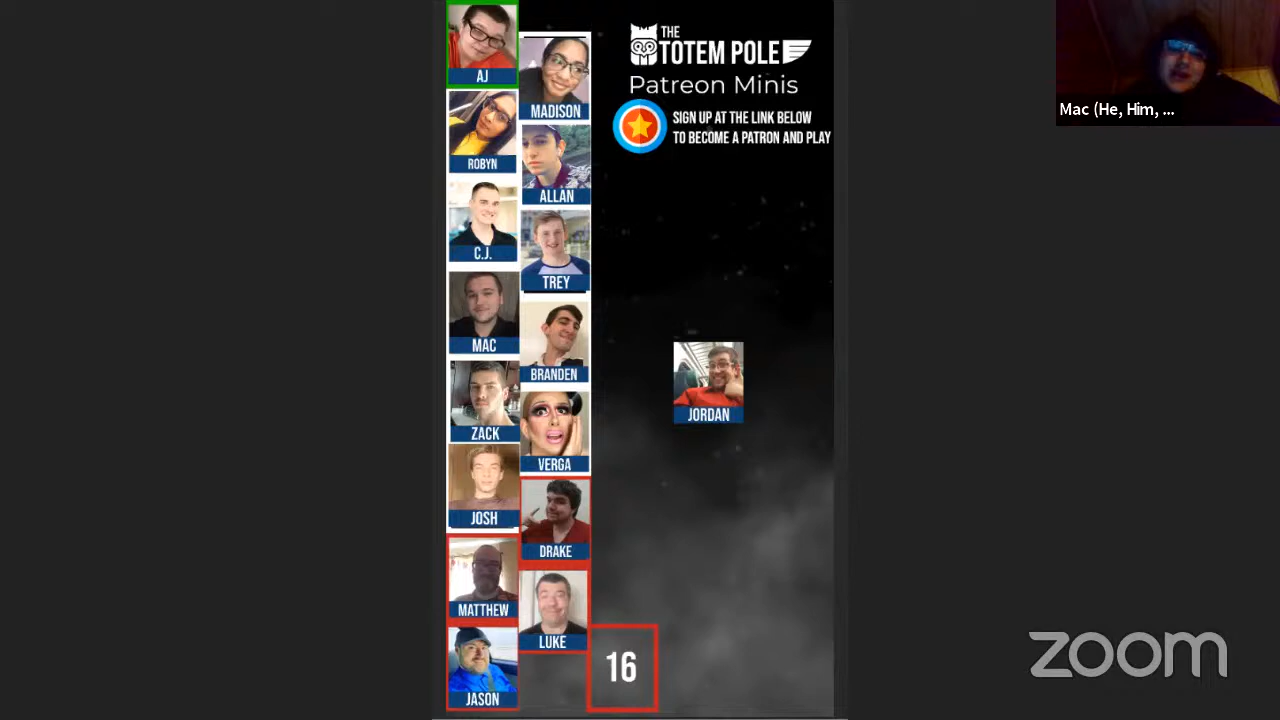 THE
TOTEM POLE
Patreon Minis
SIGN UP AT THE LINK BELOW
TO BECOME A PATRON AND PLAY
AJ
MADISON
ROBYN
ALLAN
C.J.
TREY
MAC
BRANDEN
ZACK
VERGA
JOSH
DRAKE
MATTHEW
LUKE
JASON
16
JORDAN
Mac (He, Him, ...
zoom